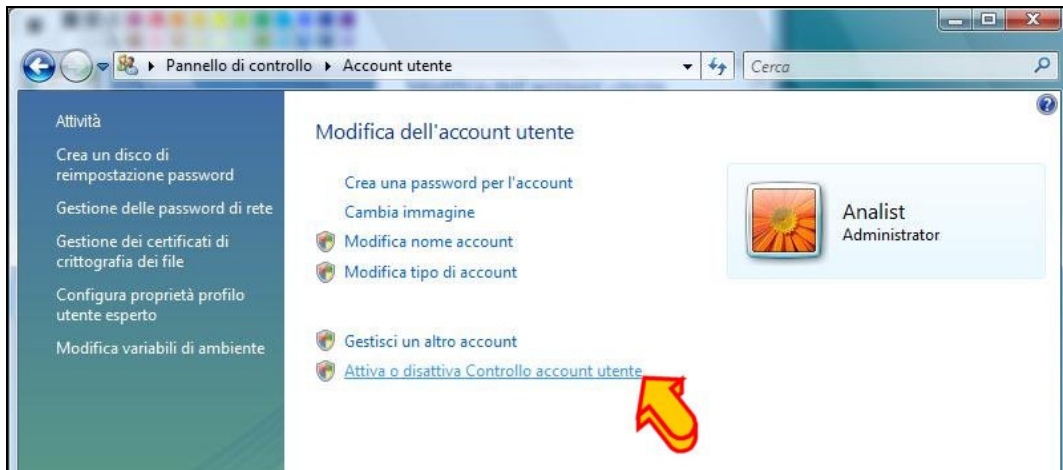 Pannello di controllo
Account utente
Cerca
Attività
Crea un disco di
reimpostazione password
Gestione delle password di rete
Gestione dei certificati di
crittografia dei file
Configura proprietà profilo
utente esperto
Modifica variabili di ambiente
Modifica dell'account utente
Crea una password per l'account
Cambia immagine
Modifica nome account
Modifica tipo di account
Gestisci un altro account
Attiva o disattiva Controllo account utente
Analist
Administrator